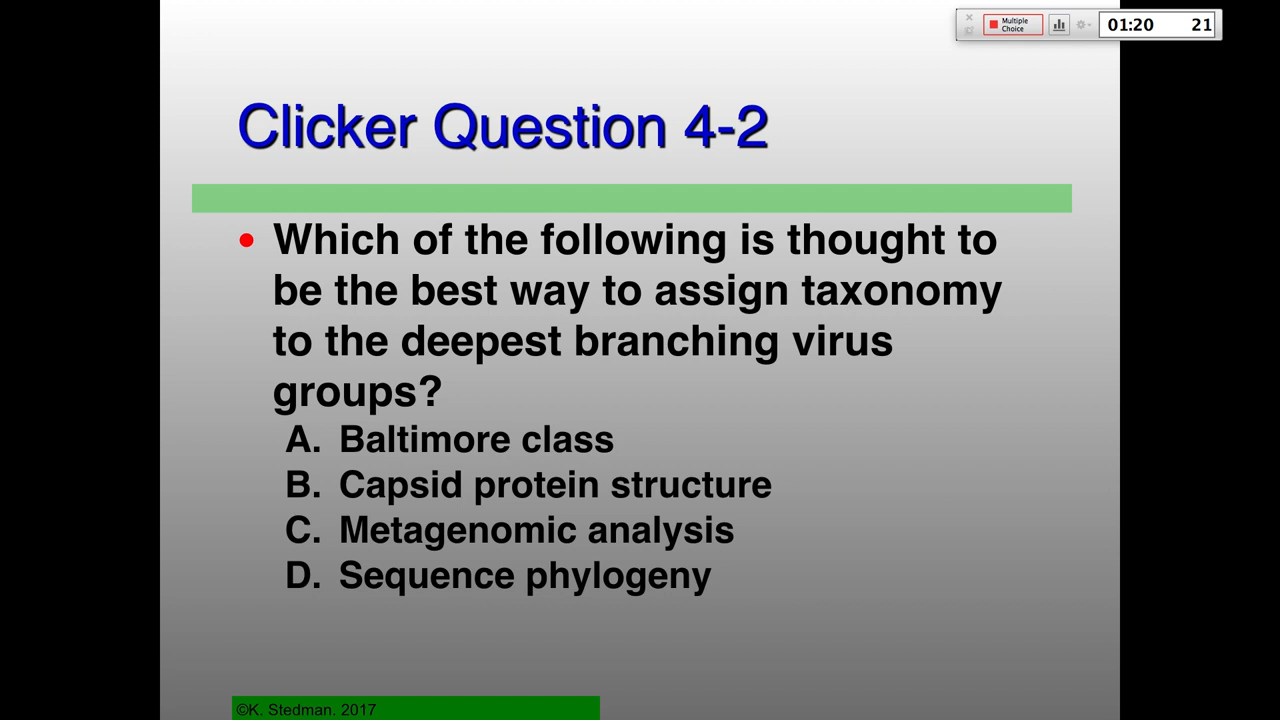 Multiple
Choice
01:20 21
Clicker Question 4-2
• Which of the following is thought to
be the best way to assign taxonomy
to the deepest branching virus
groups?
A. Baltimore class
B. Capsid protein structure
C. Metagenomic analysis
D. Sequence phylogeny
©K. Stedman. 2017